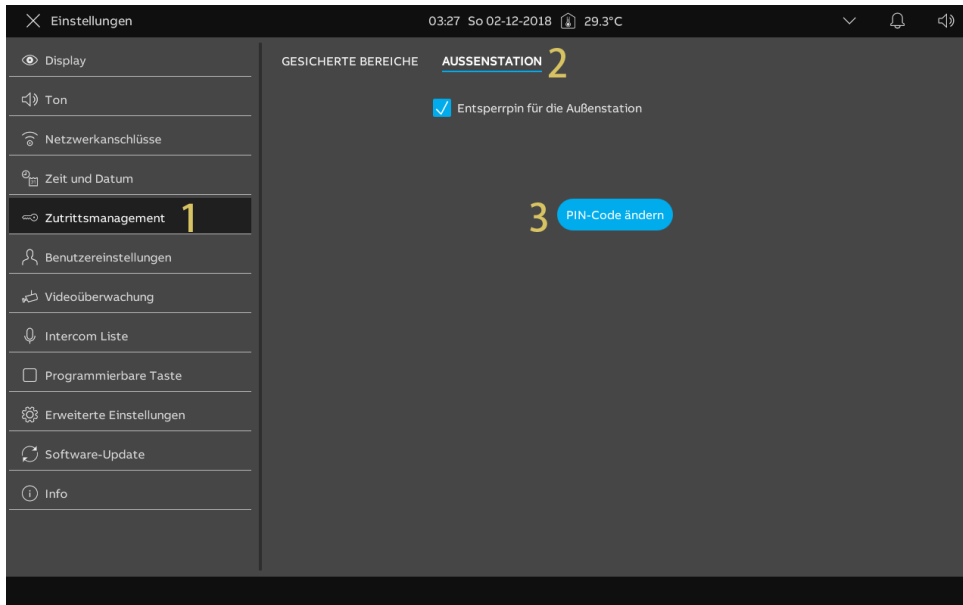 Einstellungen
03:27 So 02-12-2018 29.3°C
Display
Ton
Netzwerkanschlüsse
Zeit und Datum
Zutrittsmanagement 1
Benutzereinstellungen
Videoüberwachung
Intercom Liste
Programmierbare Taste
Erweiterte Einstellungen
Software-Update
Info
GESICHERTE BEREICHE AUSSENSTATION 2
Entsperrpin für die Außenstation
3 PIN-Code ändern